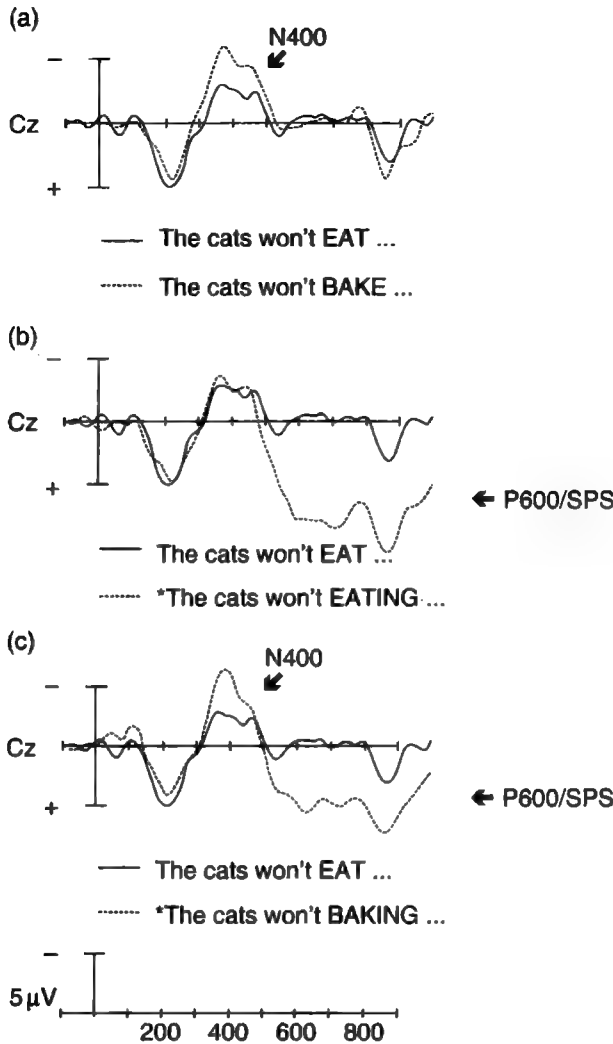 (a)
N400
−
Cz
+
The cats won't EAT ...
The cats won't BAKE ...
(b)
−
Cz
+
P600/SPS
The cats won't EAT ...
*The cats won't EATING ...
(c)
N400
−
Cz
+
P600/SPS
The cats won't EAT ...
*The cats won't BAKING ...
−
5 μV
200 400 600 800